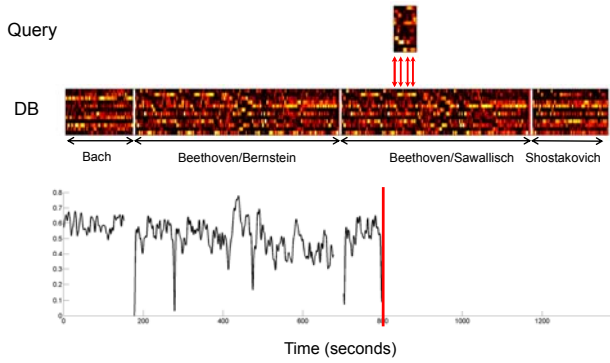 Query
DB
Bach
Beethoven/Bernstein
Beethoven/Sawallisch
Shostakovich
0.8
0.7
0.6
0.5
0.4
0.3
0.2
0.1
0
0 200 400 600 800 1000 1200
Time (seconds)